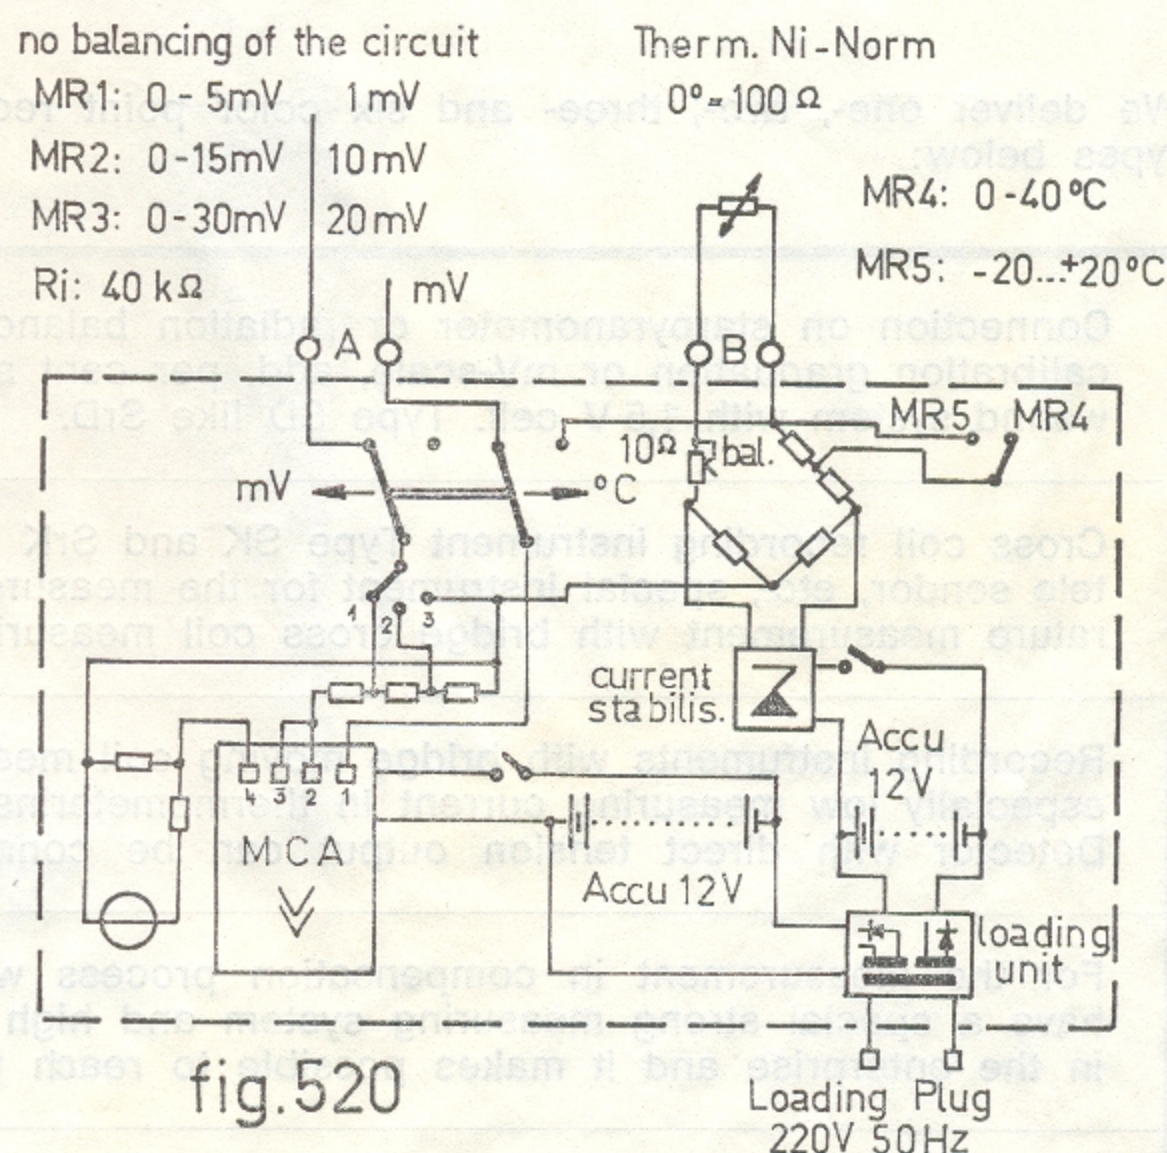 no balancing of the circuit
MR1: 0-5mV 1mV
MR2: 0-15mV 10mV
MR3: 0-30mV 20mV
Ri: 40 kΩ
mV
A
Therm. Ni-Norm
0°=100 Ω
MR4: 0-40°C
MR5: -20...+20°C
B
MR5 MR4
10Ω bal.
mV °C
1 2 3
current
stabilis.
Accu
12V
4 3 2 1
MCA
Accu 12V
loading
unit
fig.520
Loading Plug
220V 50Hz